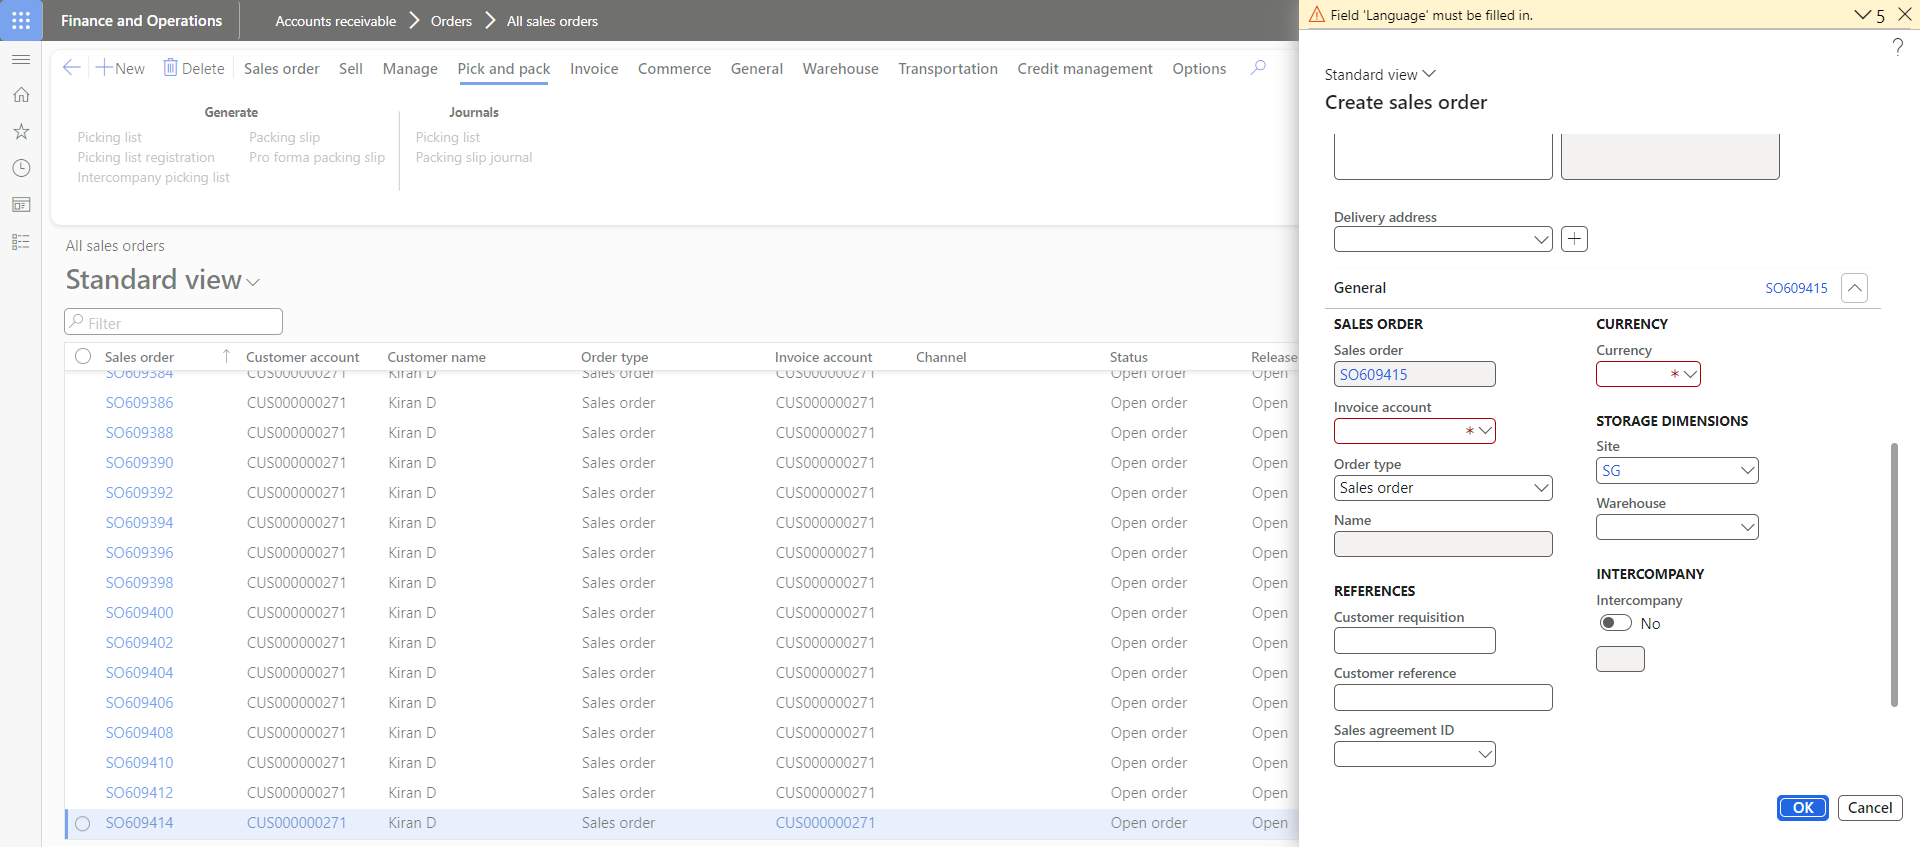 Finance and Operations
Accounts receivable
Orders
All sales orders
Field 'Language' must be filled in.
5
?
New
Delete
Sales order
Sell
Manage
Pick and pack
Invoice
Commerce
General
Warehouse
Transportation
Credit management
Options
Generate
Picking list
Picking list registration
Intercompany picking list
Packing slip
Pro forma packing slip
Journals
Picking list
Packing slip journal
All sales orders
Standard view
Filter
Sales order Customer account Customer name Order type Invoice account Channel Status Release
SO609384 CUS000000271 Kiran D Sales order CUS000000271 Open order Open
SO609386 CUS000000271 Kiran D Sales order CUS000000271 Open order Open
SO609388 CUS000000271 Kiran D Sales order CUS000000271 Open order Open
SO609390 CUS000000271 Kiran D Sales order CUS000000271 Open order Open
SO609392 CUS000000271 Kiran D Sales order CUS000000271 Open order Open
SO609394 CUS000000271 Kiran D Sales order CUS000000271 Open order Open
SO609396 CUS000000271 Kiran D Sales order CUS000000271 Open order Open
SO609398 CUS000000271 Kiran D Sales order CUS000000271 Open order Open
SO609400 CUS000000271 Kiran D Sales order CUS000000271 Open order Open
SO609402 CUS000000271 Kiran D Sales order CUS000000271 Open order Open
SO609404 CUS000000271 Kiran D Sales order CUS000000271 Open order Open
SO609406 CUS000000271 Kiran D Sales order CUS000000271 Open order Open
SO609408 CUS000000271 Kiran D Sales order CUS000000271 Open order Open
SO609410 CUS000000271 Kiran D Sales order CUS000000271 Open order Open
SO609412 CUS000000271 Kiran D Sales order CUS000000271 Open order Open
SO609414 CUS000000271 Kiran D Sales order CUS000000271 Open order Open
Standard view
Create sales order
Delivery address
General
SO609415
SALES ORDER
Sales order
SO609415
Invoice account
*
Order type
Sales order
Name
REFERENCES
Customer requisition
Customer reference
Sales agreement ID
CURRENCY
Currency
*
STORAGE DIMENSIONS
Site
SG
Warehouse
INTERCOMPANY
Intercompany
No
OK
Cancel